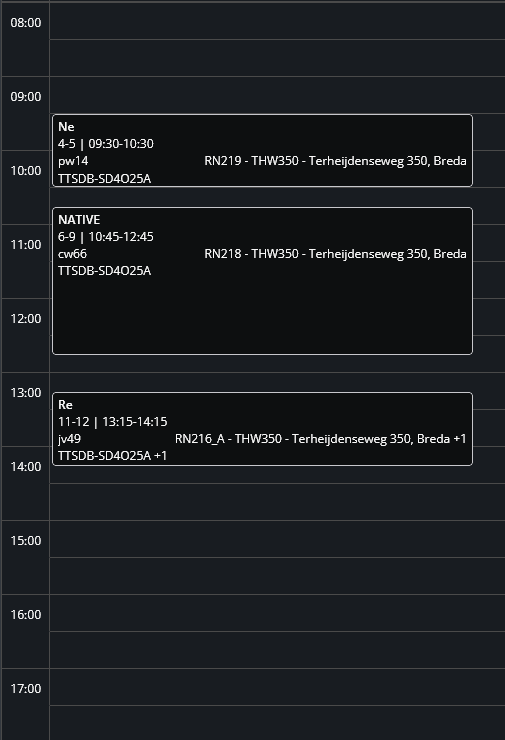 08:00
09:00
Ne
4-5 | 09:30-10:30
pw14 RN219 - THW350 - Terheijdenseweg 350, Breda
10:00
TTSDB-SD4O25A
NATIVE
6-9 | 10:45-12:45
11:00
cw66 RN218 - THW350 - Terheijdenseweg 350, Breda
TTSDB-SD4O25A
12:00
13:00
Re
11-12 | 13:15-14:15
jv49 RN216_A - THW350 - Terheijdenseweg 350, Breda +1
TTSDB-SD4O25A +1
14:00
15:00
16:00
17:00